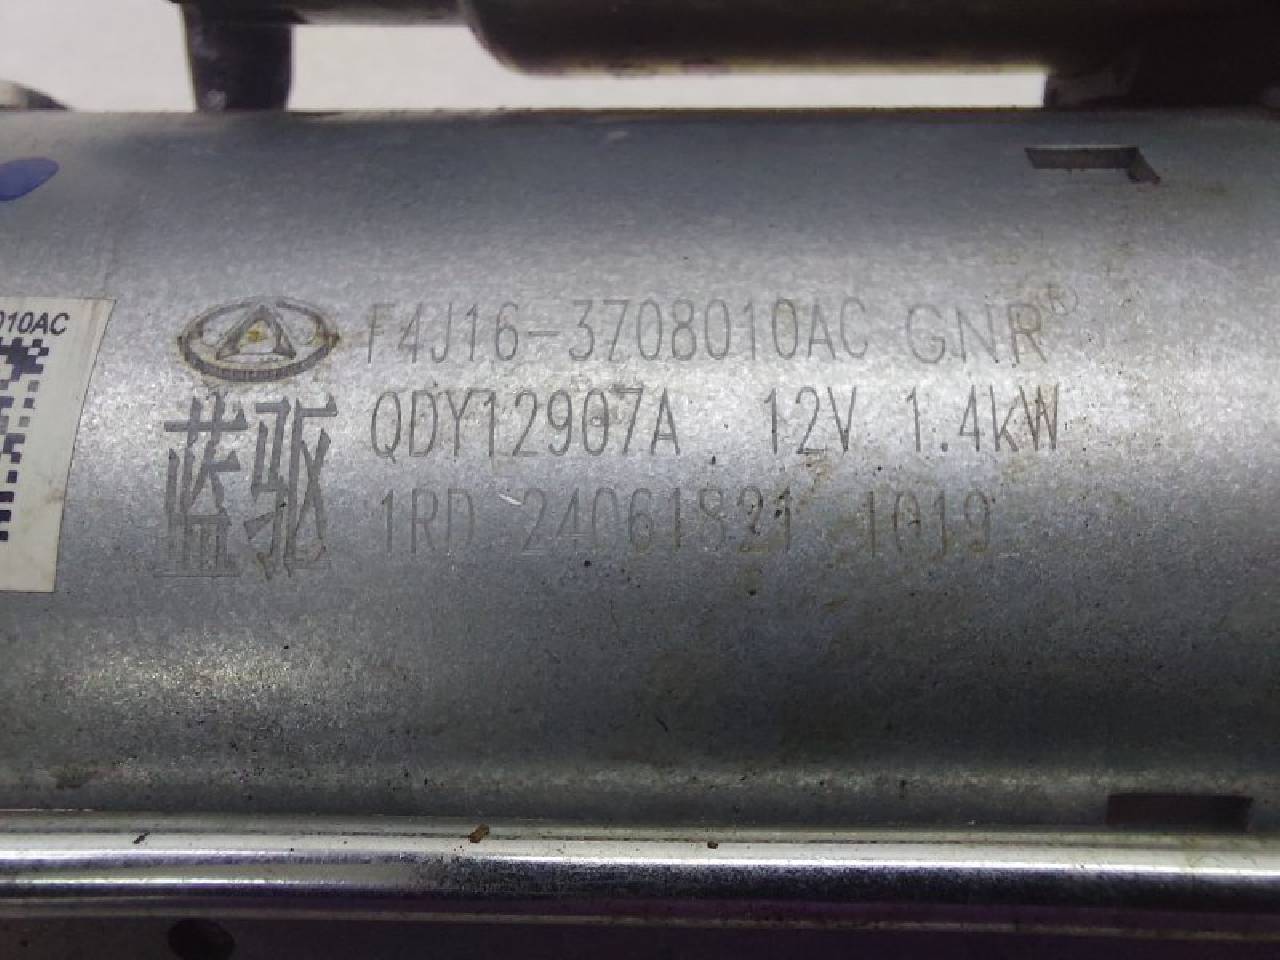 010AC
F4J16-3708010AC GNR®
蓝驱 QDY12907A 12V 1.4kW
1RD 24061821 1019